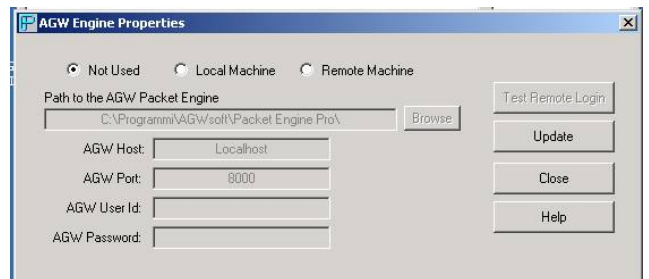 AGW Engine Properties
Not Used Local Machine Remote Machine
Path to the AGW Packet Engine
C:\Programmi\AGWsoft\Packet Engine Pro\ Browse
Test Remote Login
AGW Host: Localhost
Update
AGW Port: 8000
Close
AGW User Id:
Help
AGW Password: